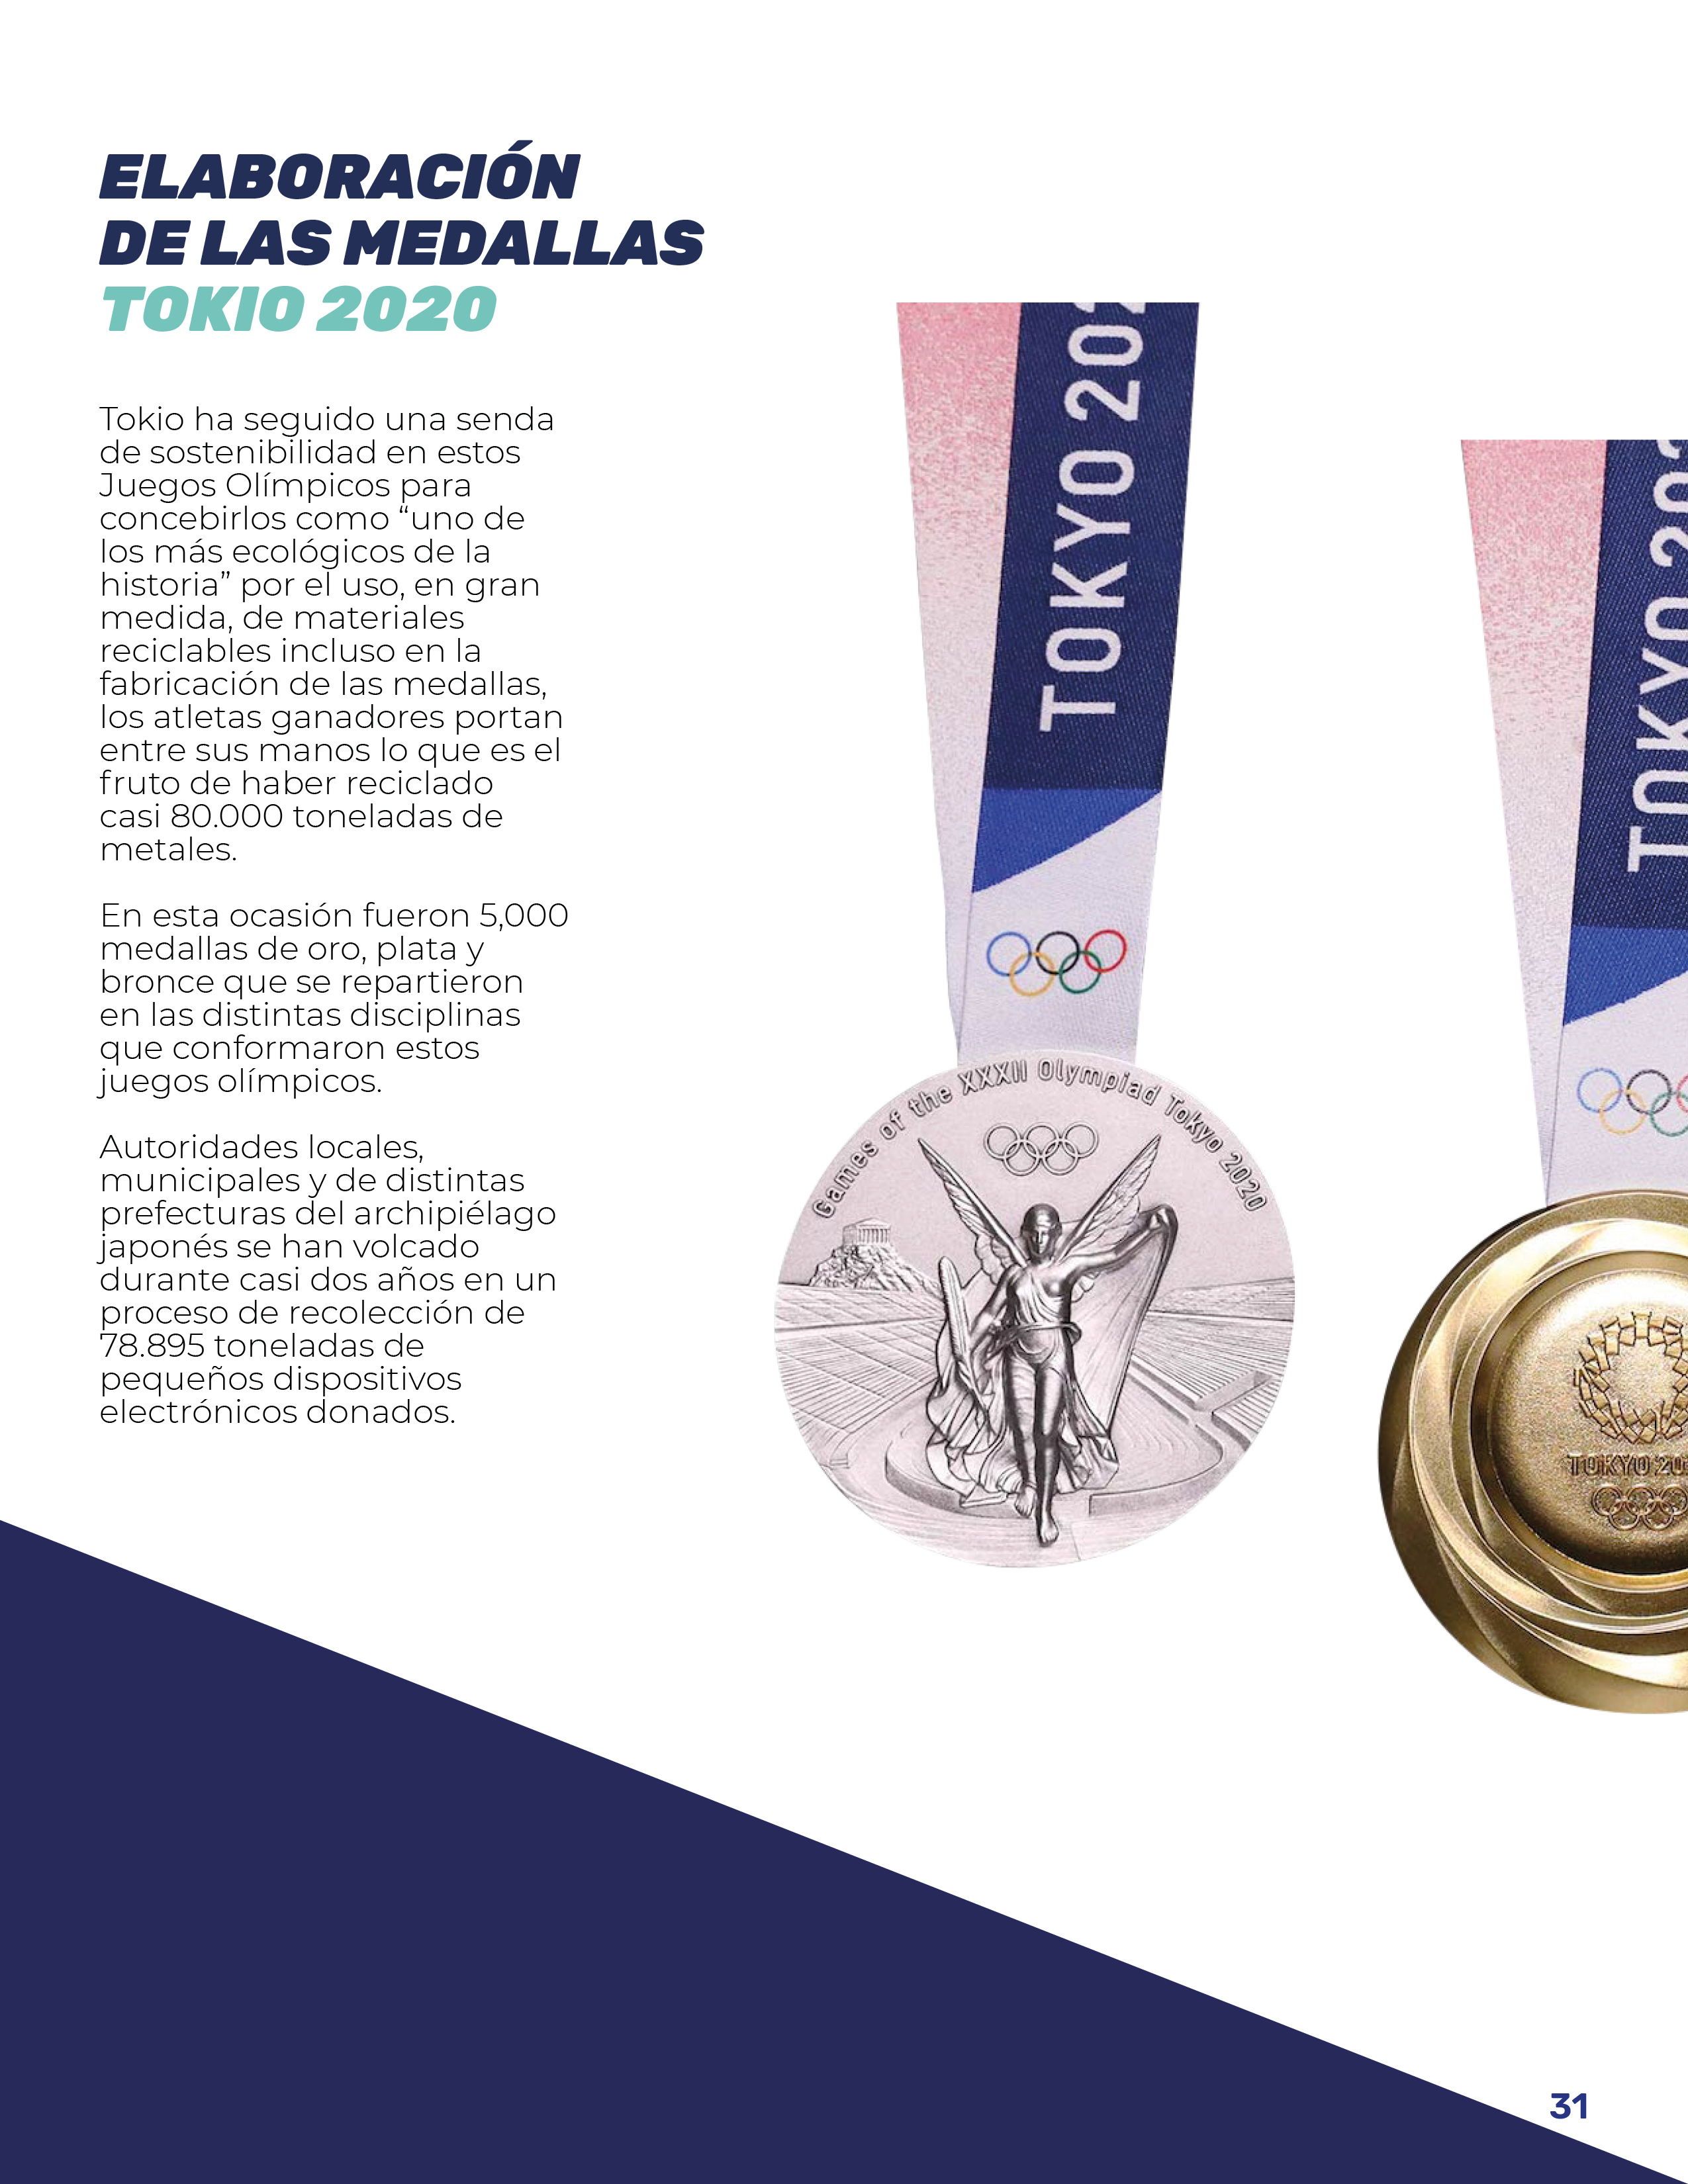 ELABORACIÓN
DE LAS MEDALLAS
TOKIO 2020
Tokio ha seguido una senda
de sostenibilidad en estos
Juegos Olímpicos para
concebirlos como “uno de
los más ecológicos de la
historia” por el uso, en gran
medida, de materiales
reciclables incluso en la
fabricación de las medallas,
los atletas ganadores portan
entre sus manos lo que es el
fruto de haber reciclado
casi 80.000 toneladas de
metales.
En esta ocasión fueron 5,000
medallas de oro, plata y
bronce que se repartieron
en las distintas disciplinas
que conformaron estos
juegos olímpicos.
Autoridades locales,
municipales y de distintas
prefecturas del archipiélago
japonés se han volcado
durante casi dos años en un
proceso de recolección de
78.895 toneladas de
pequeños dispositivos
electrónicos donados.
TOKYO 202
Games of the XXXII Olympiad Tokyo 2020
TOKYO 202
TOKYO 20
31